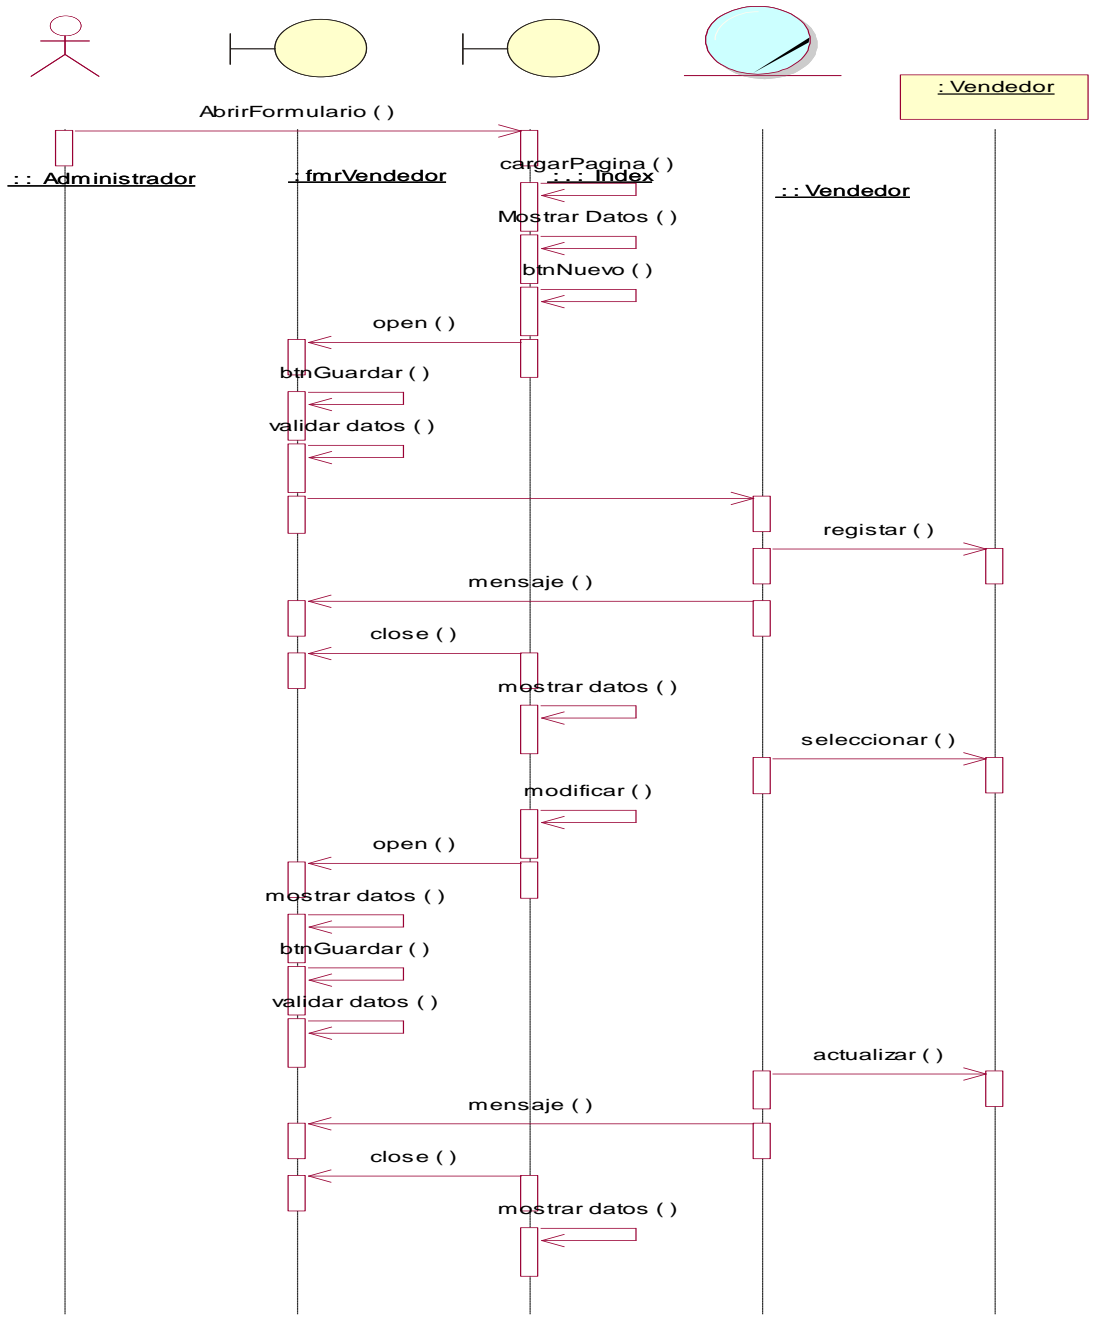 : Vendedor
AbrirFormulario ( )
cargarPagina ( )
: : Administrador
: fmrVendedor
: . : Index
: : Vendedor
Mostrar Datos ( )
btnNuevo ( )
open ( )
btnGuardar ( )
validar datos ( )
registar ( )
mensaje ( )
close ( )
mostrar datos ( )
seleccionar ( )
modificar ( )
open ( )
mostrar datos ( )
btnGuardar ( )
validar datos ( )
actualizar ( )
mensaje ( )
close ( )
mostrar datos ( )